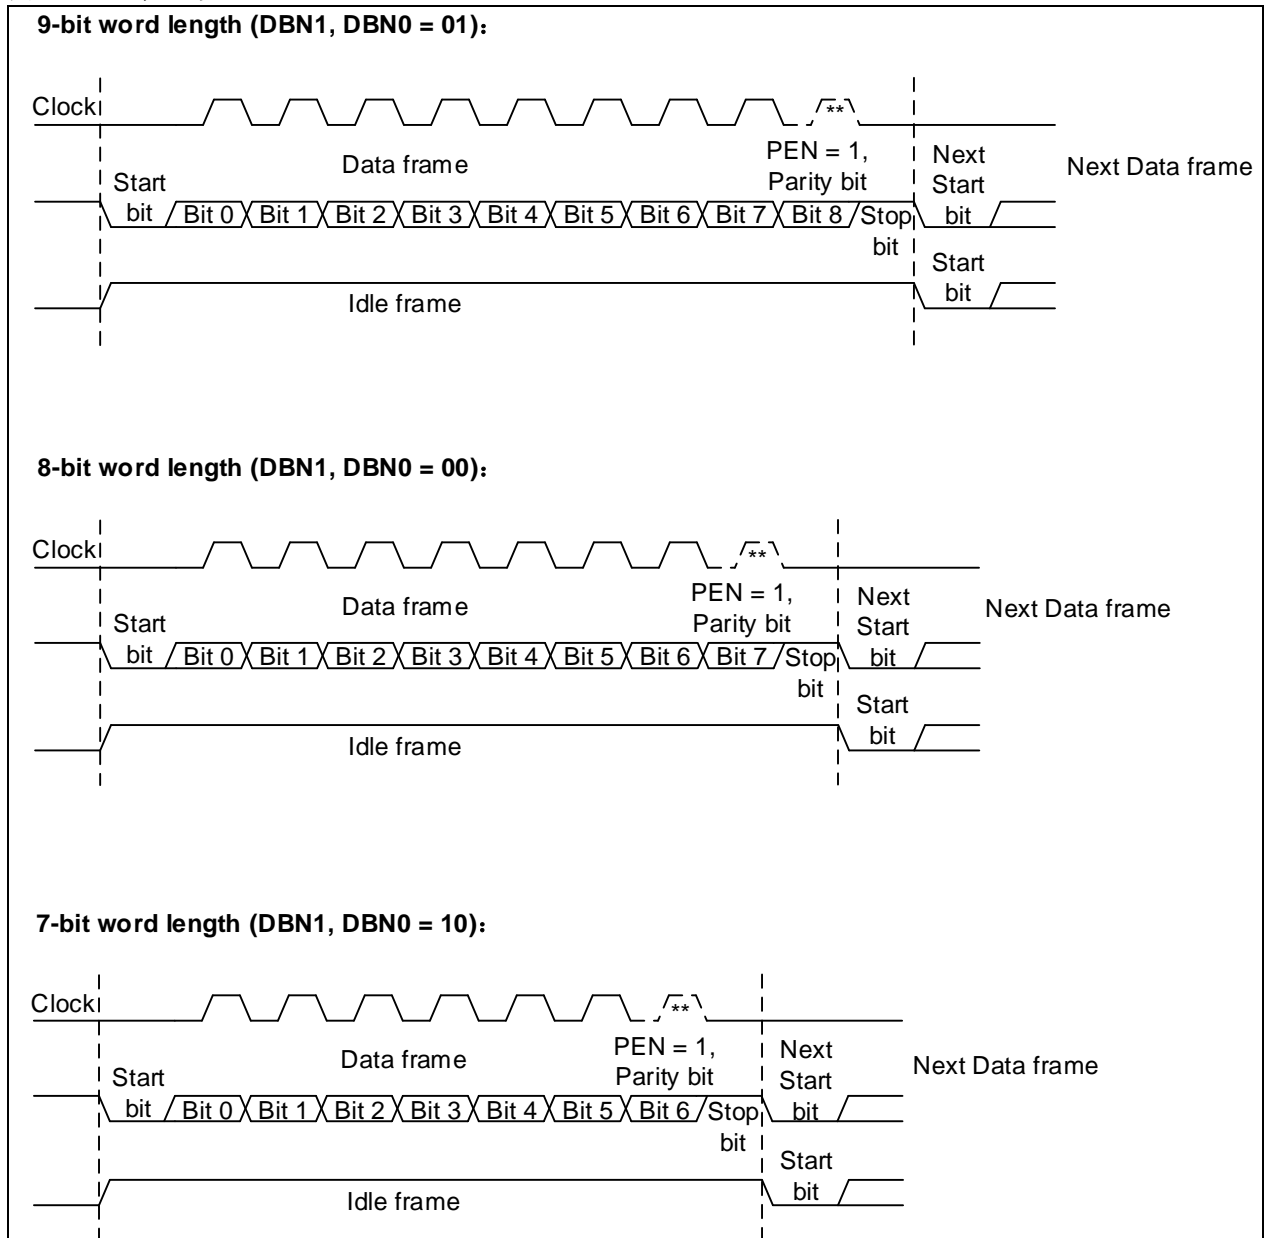 9-bit word length (DBN1, DBN0 = 01)：
Clock
**
Data frame
PEN = 1,
Parity bit
Next
Start
bit
Next Data frame
Start
bit
Bit 0 Bit 1 Bit 2 Bit 3 Bit 4 Bit 5 Bit 6 Bit 7 Bit 8
Stop
bit
Idle frame
Start
bit
8-bit word length (DBN1, DBN0 = 00)：
Clock
**
Data frame
PEN = 1,
Parity bit
Next
Start
bit
Next Data frame
Start
bit
Bit 0 Bit 1 Bit 2 Bit 3 Bit 4 Bit 5 Bit 6 Bit 7
Stop
bit
Idle frame
Start
bit
7-bit word length (DBN1, DBN0 = 10)：
Clock
**
Data frame
PEN = 1,
Parity bit
Next
Start
bit
Next Data frame
Start
bit
Bit 0 Bit 1 Bit 2 Bit 3 Bit 4 Bit 5 Bit 6
Stop
bit
Idle frame
Start
bit